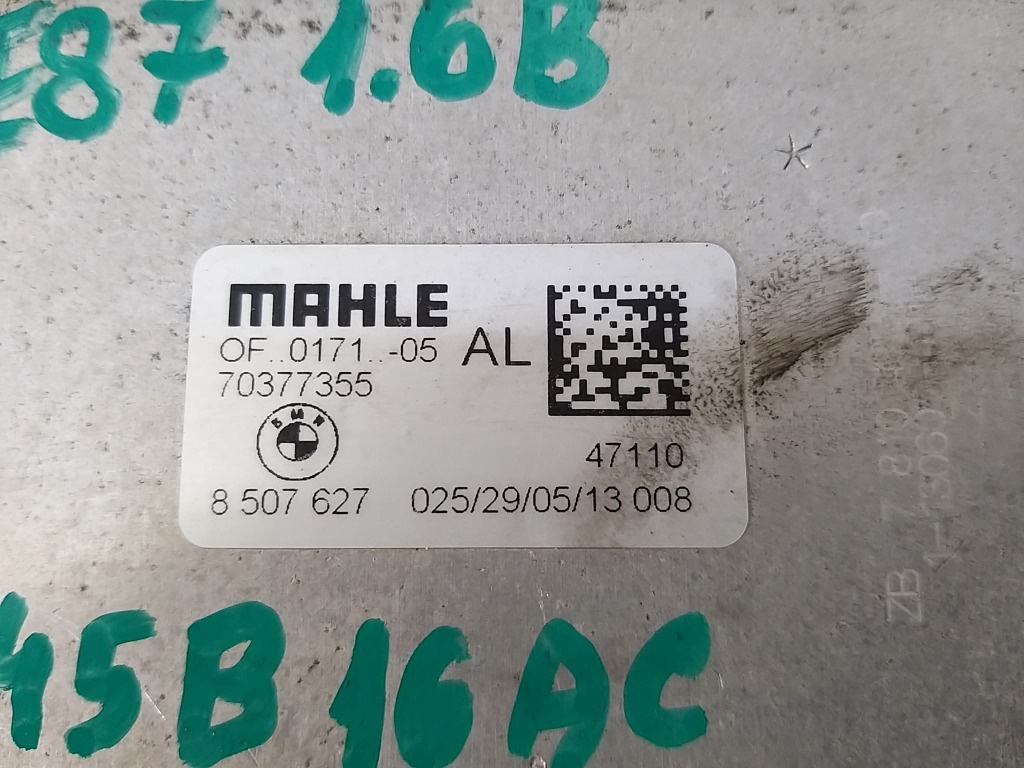 E87 1.6B
MAHLE
OF..0171..-05 AL
70377355
BMW
47110
8 507 627 025/29/05/13 008
N45B16AC